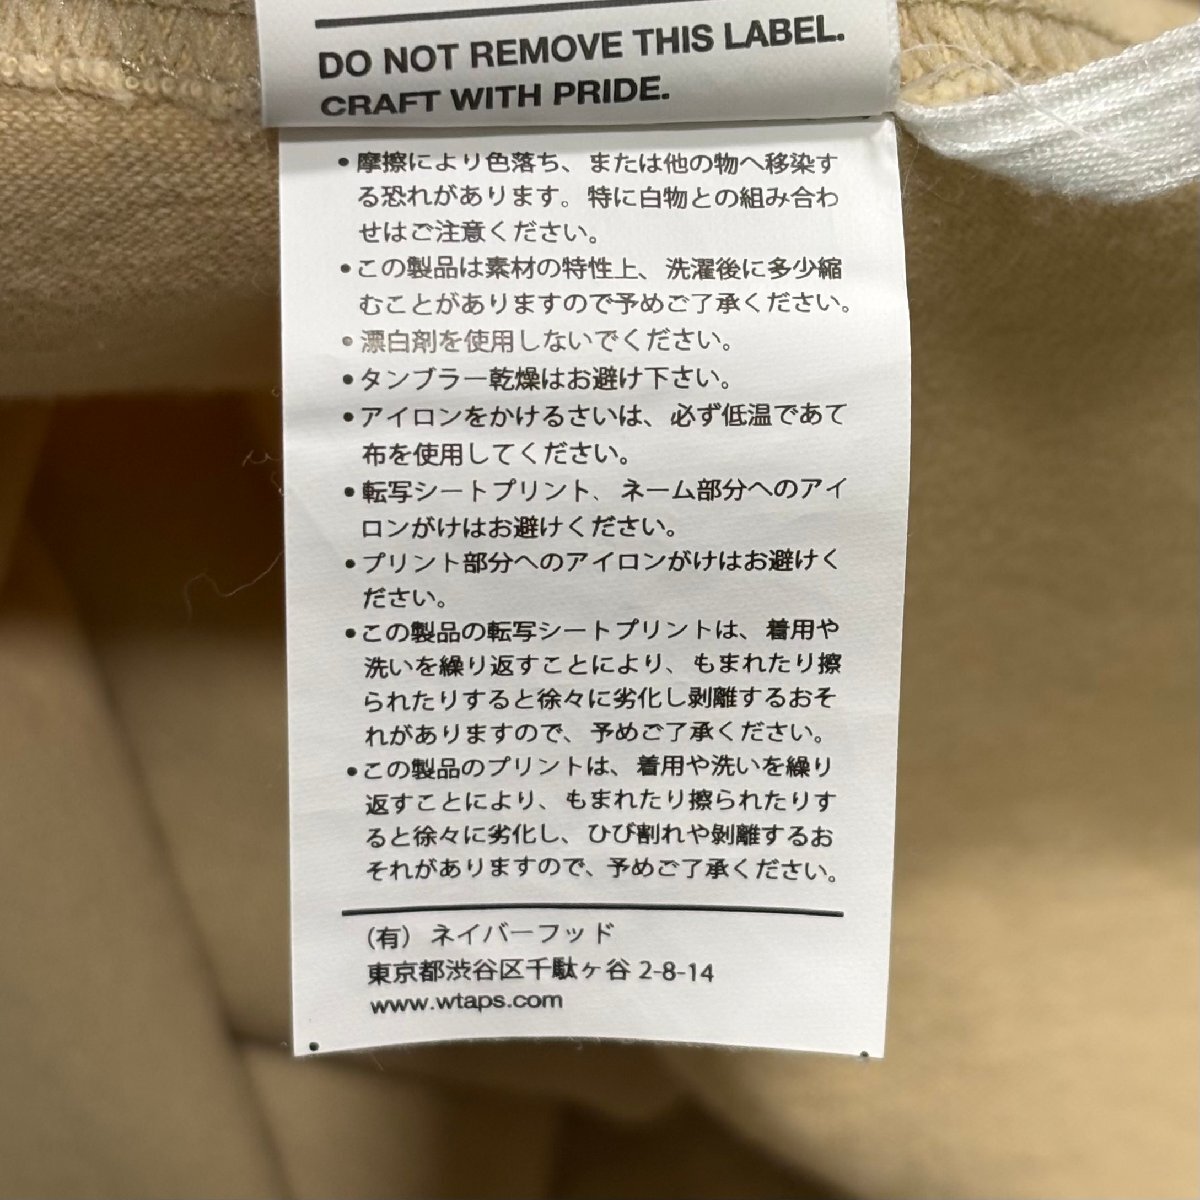 DO NOT REMOVE THIS LABEL.
CRAFT WITH PRIDE.
• 摩擦により色落ち、または他の物へ移染す
る恐れがあります。特に白物との組み合わ
せはご注意ください。
• この製品は素材の特性上、洗濯後に多少縮
むことがありますので予めご了承ください。
• 漂白剤を使用しないでください。
• タンブラー乾燥はお避け下さい。
• アイロンをかけるさいは、必ず低温であて
布を使用してください。
• 転写シートプリント、ネーム部分へのアイ
ロンがけはお避けください。
• プリント部分へのアイロンがけはお避けく
ださい。
• この製品の転写シートプリントは、着用や
洗いを繰り返すことにより、もまれたり擦
られたりすると徐々に劣化し剥離するおそ
れがありますので、予めご了承ください。
• この製品のプリントは、着用や洗いを繰り
返すことにより、もまれたり擦られたりす
ると徐々に劣化し、ひび割れや剥離するお
それがありますので、予めご了承ください。
(有) ネイバーフッド
東京都渋谷区千駄ヶ谷 2-8-14
www.wtaps.com